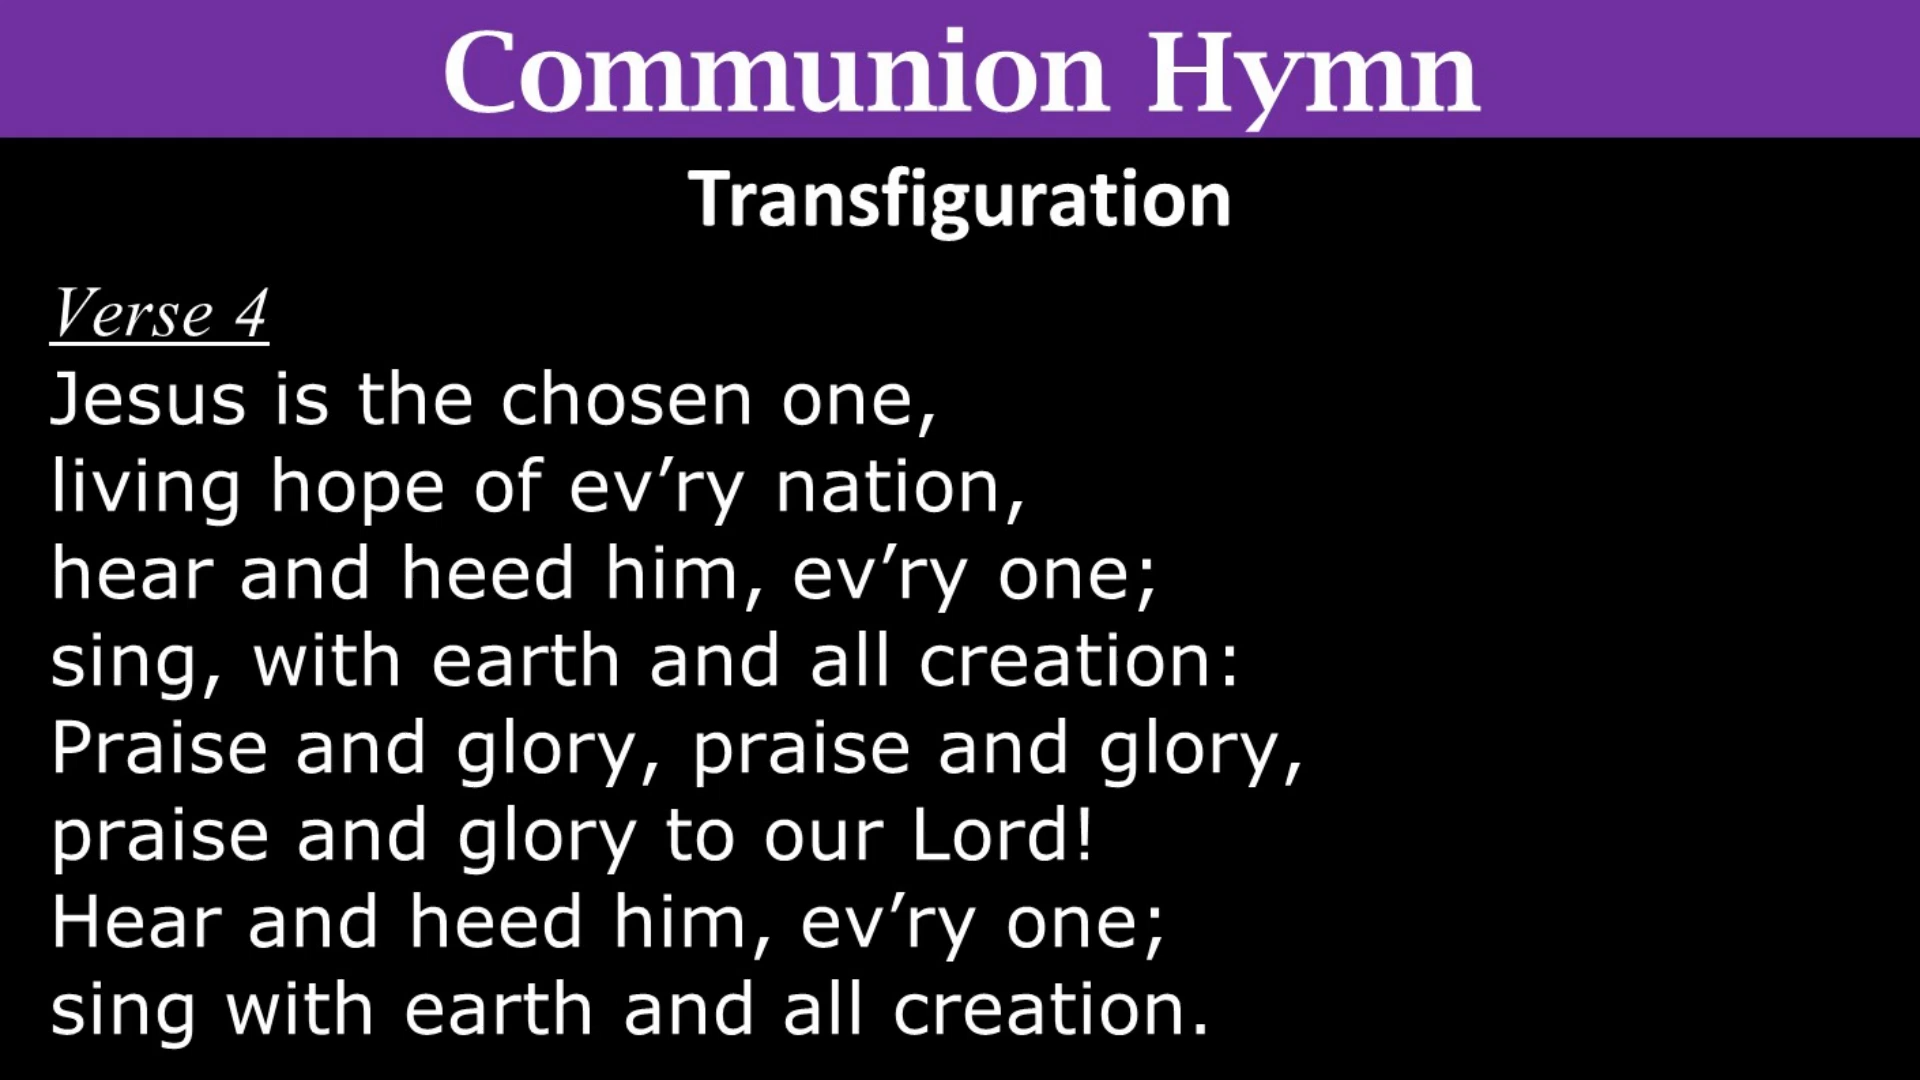 Communion Hymn
Transfiguration
Verse 4
Jesus is the chosen one,
living hope of ev’ry nation,
hear and heed him, ev’ry one;
sing, with earth and all creation:
Praise and glory, praise and glory,
praise and glory to our Lord!
Hear and heed him, ev’ry one;
sing with earth and all creation.